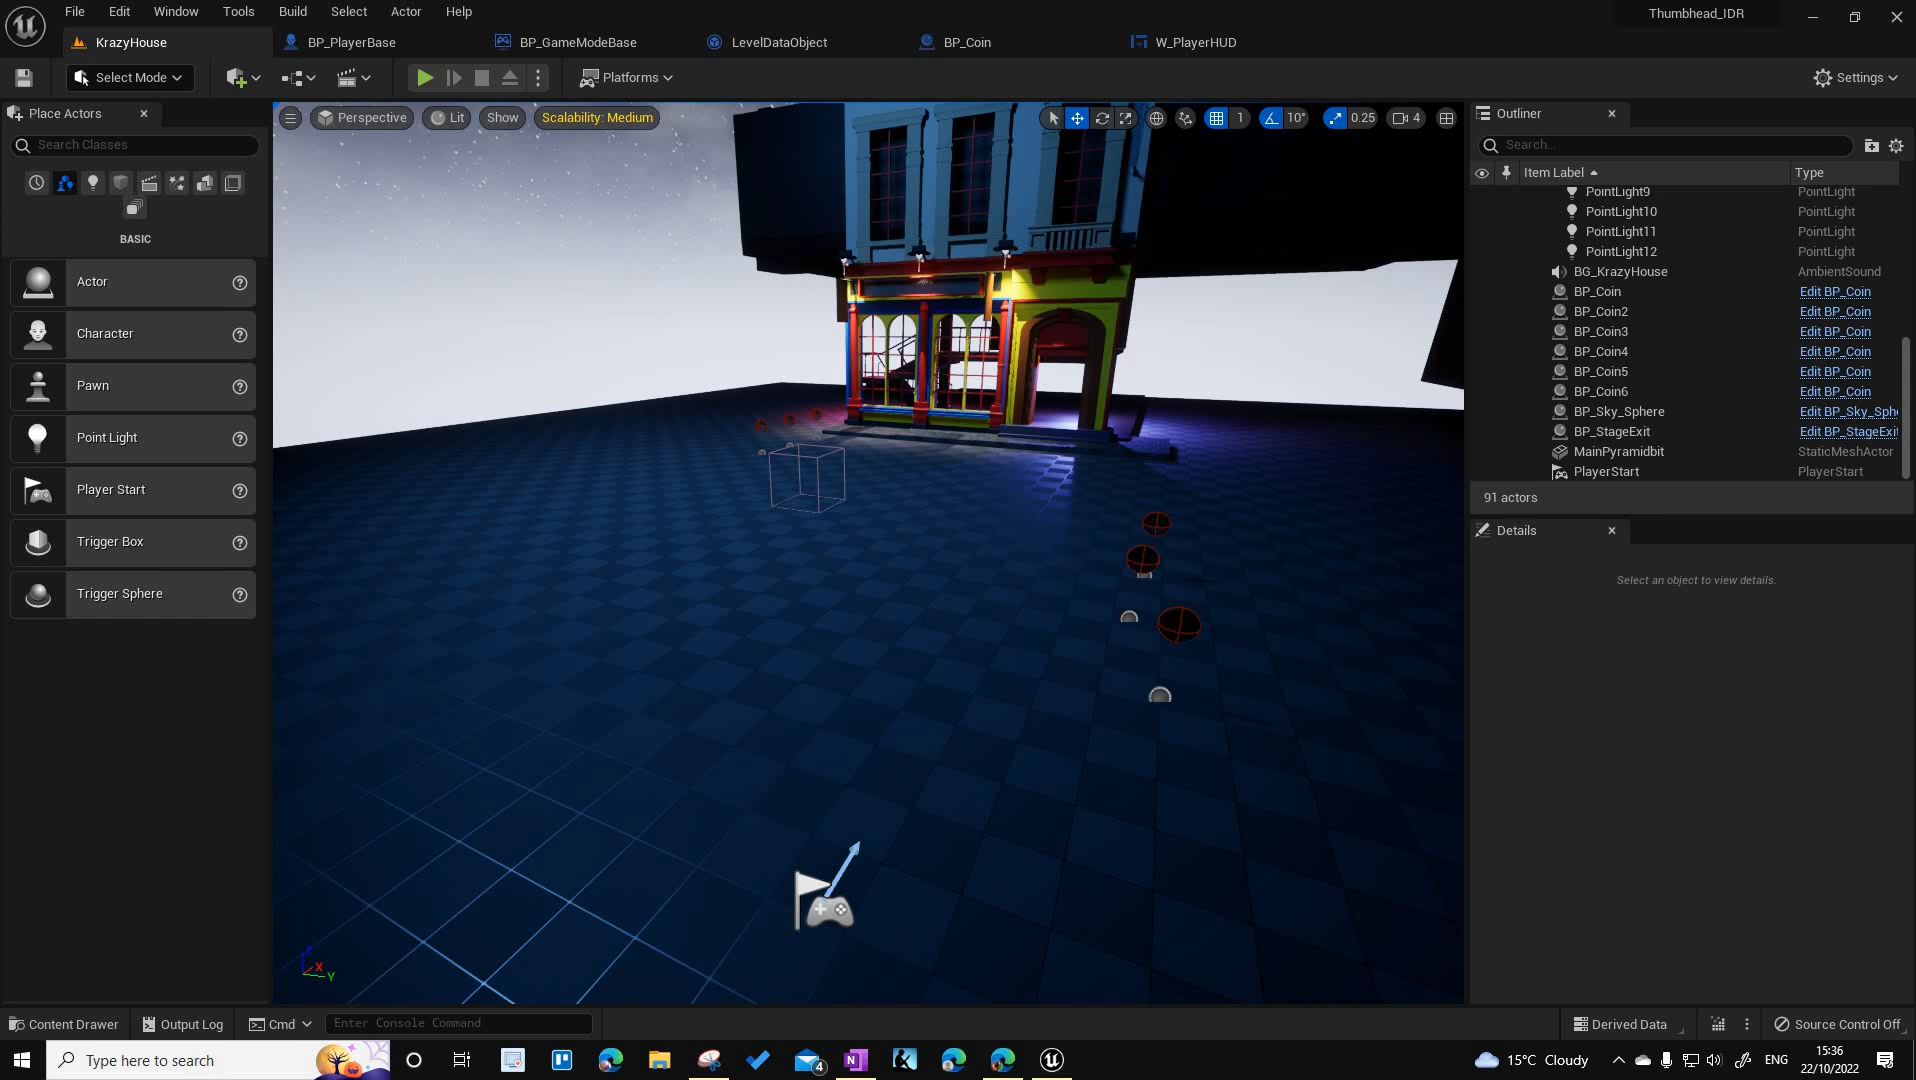 File Edit Window Tools Build Select Actor Help
Thumbhead_IDR
KrazyHouse
BP_PlayerBase
BP_GameModeBase
LevelDataObject
BP_Coin
W_PlayerHUD
Select Mode
Platforms
Settings
Place Actors
Search Classes
BASIC
Actor
Character
Pawn
Point Light
Player Start
Trigger Box
Trigger Sphere
Perspective
Lit
Show
Scalability: Medium
1
10°
0.25
4
X
Y
Outliner
Search...
Item Label
Type
PointLight9 PointLight
PointLight10 PointLight
PointLight11 PointLight
PointLight12 PointLight
BG_KrazyHouse AmbientSound
BP_Coin Edit BP_Coin
BP_Coin2 Edit BP_Coin
BP_Coin3 Edit BP_Coin
BP_Coin4 Edit BP_Coin
BP_Coin5 Edit BP_Coin
BP_Coin6 Edit BP_Coin
BP_Sky_Sphere Edit BP_Sky_Sphe
BP_StageExit Edit BP_StageExit
MainPyramidbit StaticMeshActor
PlayerStart PlayerStart
91 actors
Details
Select an object to view details.
Content Drawer
Output Log
Cmd
Enter Console Command
Derived Data
Source Control Off
Type here to search
4
15°C Cloudy
ENG
15:36
22/10/2022